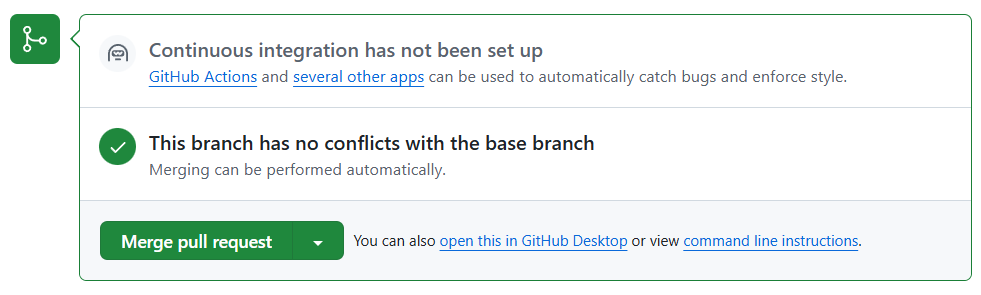 Continuous integration has not been set up
GitHub Actions and several other apps can be used to automatically catch bugs and enforce style.
This branch has no conflicts with the base branch
Merging can be performed automatically.
Merge pull request
You can also open this in GitHub Desktop or view command line instructions.